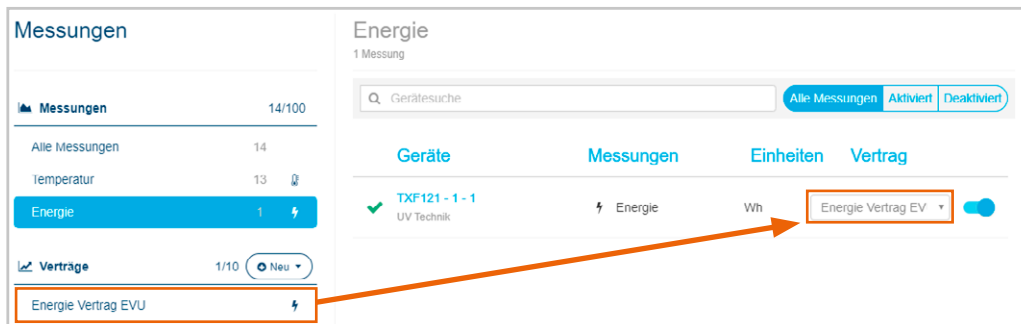 Messungen
Messungen 14/100
Alle Messungen 14
Temperatur 13
Energie 1
Verträge 1/10 Neu
Energie Vertrag EVU
Energie
1 Messung
Gerätesuche
Alle Messungen Aktiviert Deaktiviert
Geräte Messungen Einheiten Vertrag
TXF121 - 1 - 1
UV Technik
Energie Wh Energie Vertrag EV